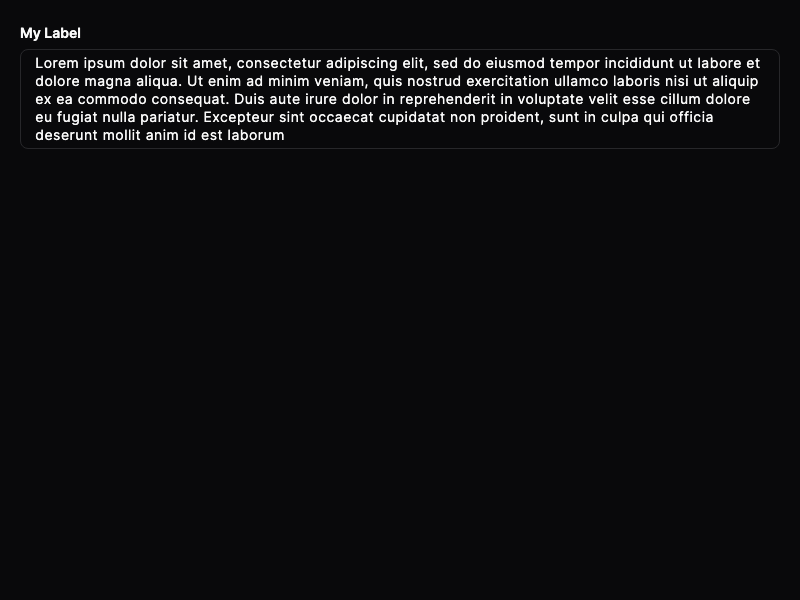 My Label
Lorem ipsum dolor sit amet, consectetur adipiscing elit, sed do eiusmod tempor incididunt ut labore et
dolore magna aliqua. Ut enim ad minim veniam, quis nostrud exercitation ullamco laboris nisi ut aliquip
ex ea commodo consequat. Duis aute irure dolor in reprehenderit in voluptate velit esse cillum dolore
eu fugiat nulla pariatur. Excepteur sint occaecat cupidatat non proident, sunt in culpa qui officia
deserunt mollit anim id est laborum